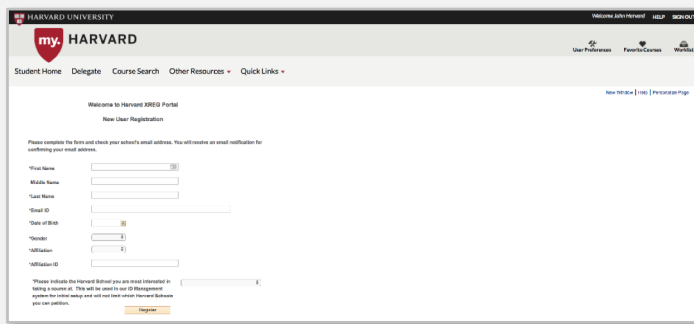 HARVARD UNIVERSITY
Welcome John Harvard HELP SIGN OUT
my. HARVARD
User Preferences Favorite Courses Worklist
Student Home Delegate Course Search Other Resources Quick Links
New Window | Help | Personalize Page
Welcome to Harvard XREG Portal
New User Registration
Please complete the form and check your school's email address. You will receive an email notification for
confirming your email address.
*First Name
Middle Name
*Last Name
*Email ID
*Date of Birth
*Gender
*Affiliation
*Affiliation ID
*Please indicate the Harvard School you are most interested in
taking a course at. This will be used in our ID Management
system for initial setup and will not limit which Harvard Schools
you can petition.
Register